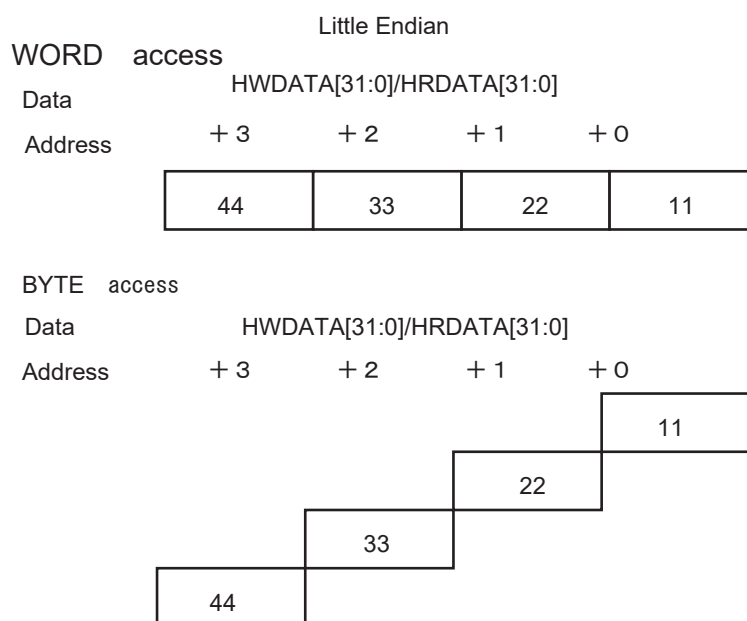 Little Endian
WORD access
Data HWDATA[31:0]/HRDATA[31:0]
Address +3 +2 +1 +0
44 33 22 11
BYTE access
Data HWDATA[31:0]/HRDATA[31:0]
Address +3 +2 +1 +0
11
22
33
44